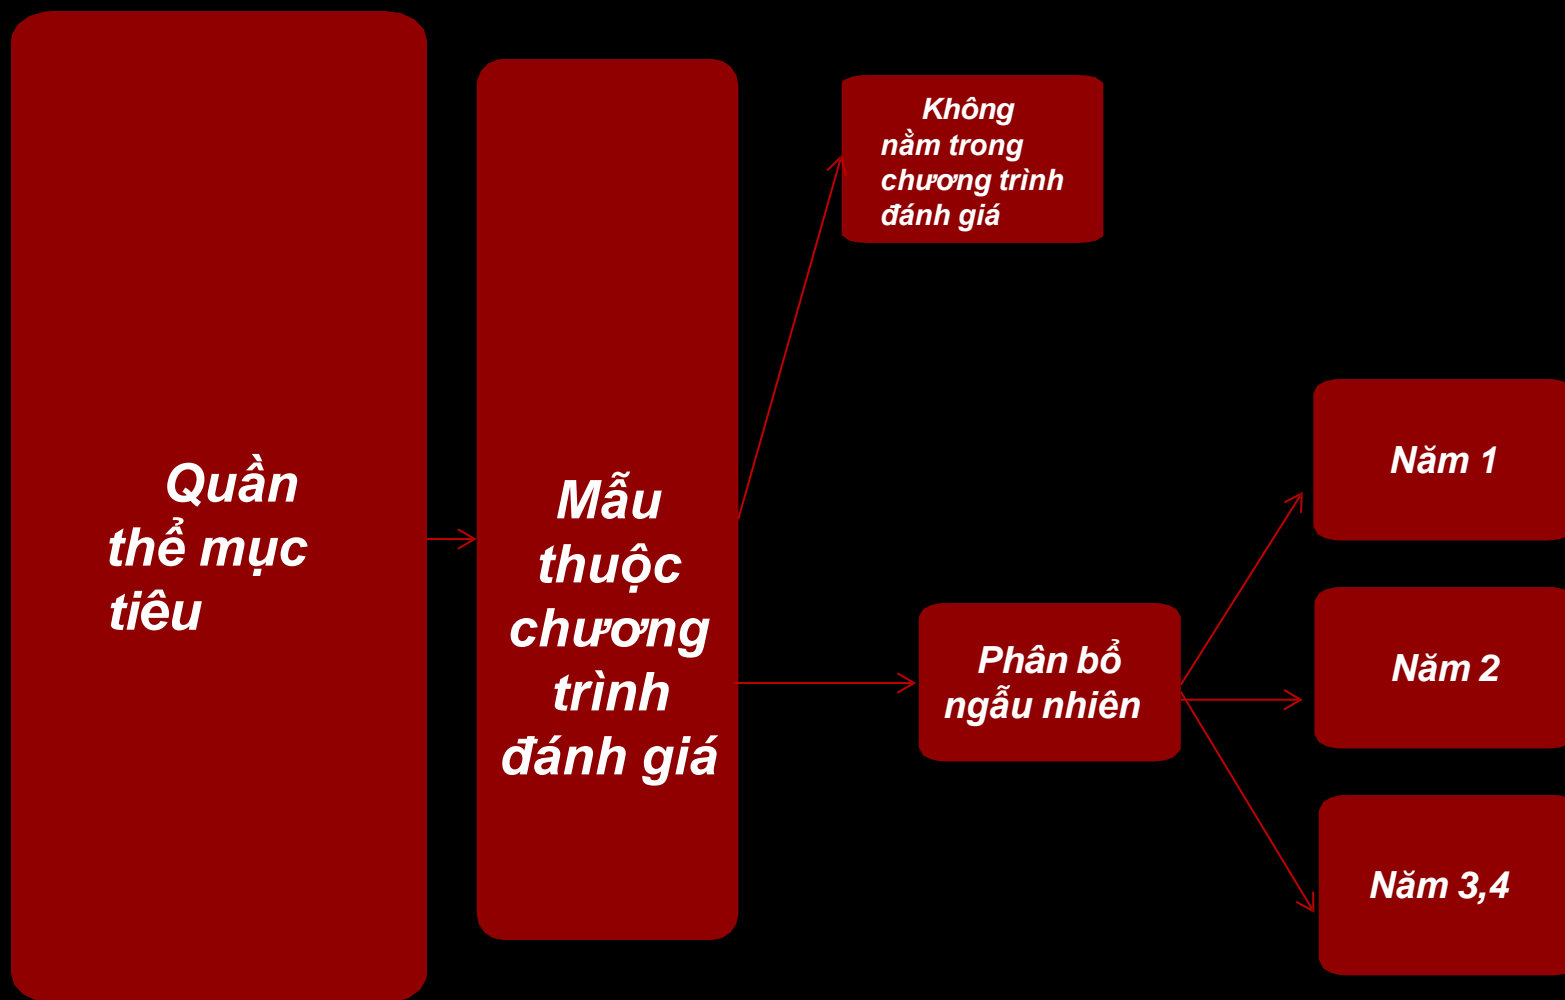 Quần
thể mục
tiêu
Mẫu
thuộc
chương
trình
đánh giá
Không
nằm trong
chương trình
đánh giá
Phân bổ
ngẫu nhiên
Năm 1
Năm 2
Năm 3,4